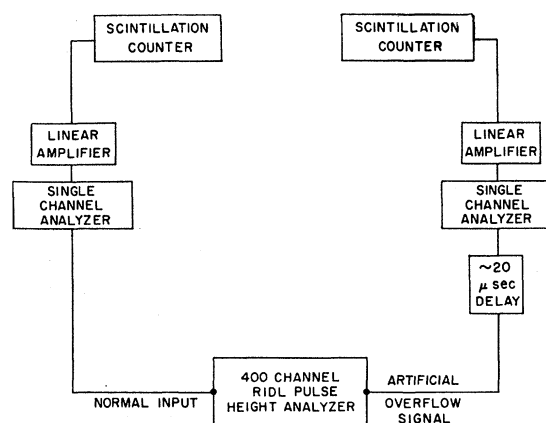 SCINTILLATION
COUNTER
LINEAR
AMPLIFIER
SINGLE
CHANNEL
ANALYZER
SCINTILLATION
COUNTER
LINEAR
AMPLIFIER
SINGLE
CHANNEL
ANALYZER
~20
μ sec
DELAY
NORMAL INPUT
400 CHANNEL
RIDL PULSE
HEIGHT ANALYZER
ARTIFICIAL
OVERFLOW
SIGNAL